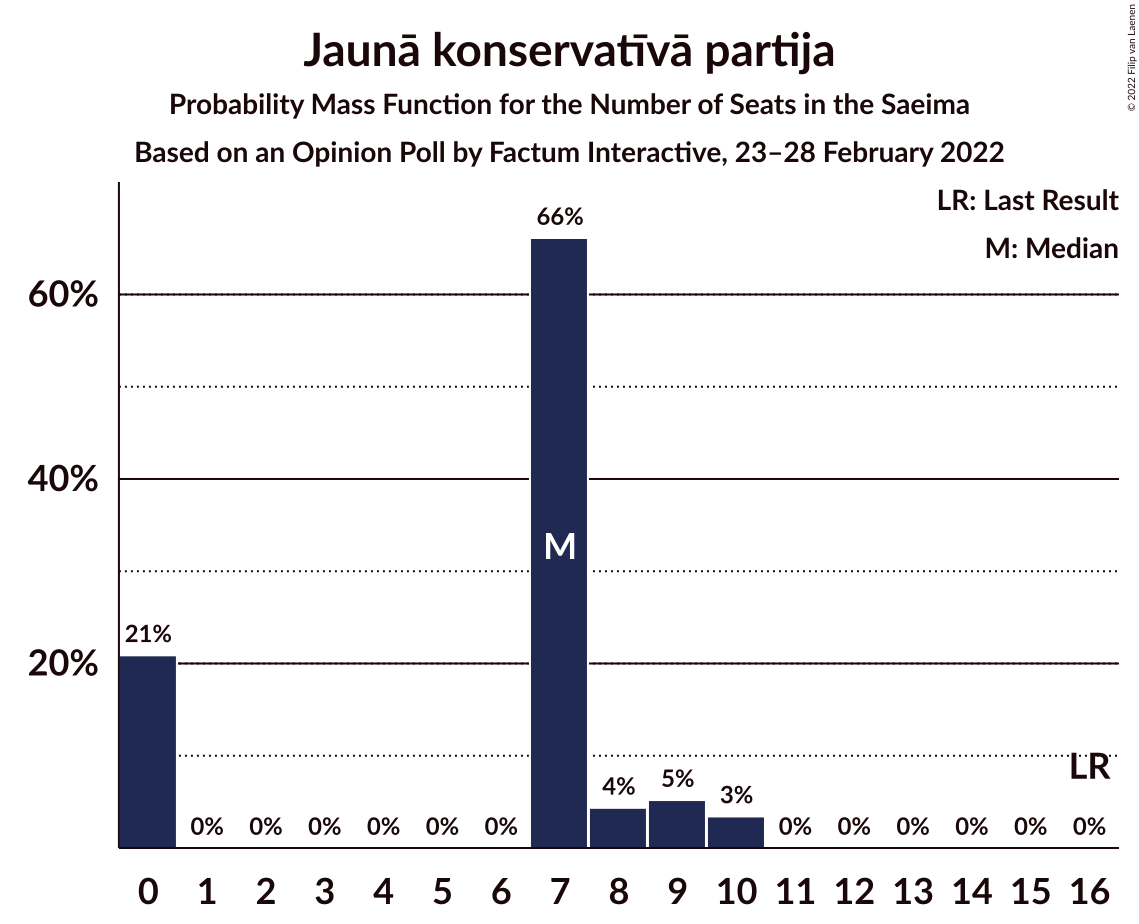 Jaunā konservatīvā partija
Probability Mass Function for the Number of Seats in the Saeima
Based on an Opinion Poll by Factum Interactive, 23–28 February 2022
© 2022 Filip van Laenen
LR: Last Result
M: Median
66%
60%
40%
M
21%
20%
LR
0% 0% 0% 0% 0% 0% 4% 5% 3% 0% 0% 0% 0% 0% 0%
0 1 2 3 4 5 6 7 8 9 10 11 12 13 14 15 16